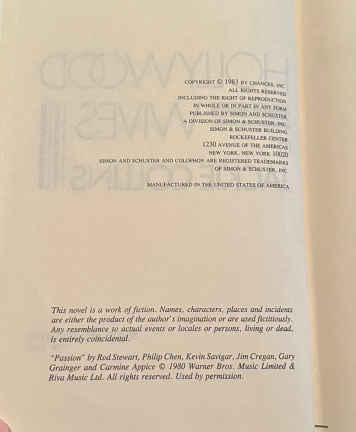 COPYRIGHT © 1983 BY CHANCES, INC.
ALL RIGHTS RESERVED
INCLUDING THE RIGHT OF REPRODUCTION
IN WHOLE OR IN PART IN ANY FORM
PUBLISHED BY SIMON AND SCHUSTER
A DIVISION OF SIMON & SCHUSTER, INC.
SIMON & SCHUSTER BUILDING
ROCKEFELLER CENTER
1230 AVENUE OF THE AMERICAS
NEW YORK, NEW YORK 10020
SIMON AND SCHUSTER AND COLOPHON ARE REGISTERED TRADEMARKS
OF SIMON & SCHUSTER, INC.
MANUFACTURED IN THE UNITED STATES OF AMERICA
This novel is a work of fiction. Names, characters, places and incidents
are either the product of the author's imagination or are used fictitiously.
Any resemblance to actual events or locales or persons, living or dead,
is entirely coincidental.
"Passion" by Rod Stewart, Philip Chen, Kevin Savigar, Jim Cregan, Gary
Grainger and Carmine Appice © 1980 Warner Bros. Music Limited &
Riva Music Ltd. All rights reserved. Used by permission.